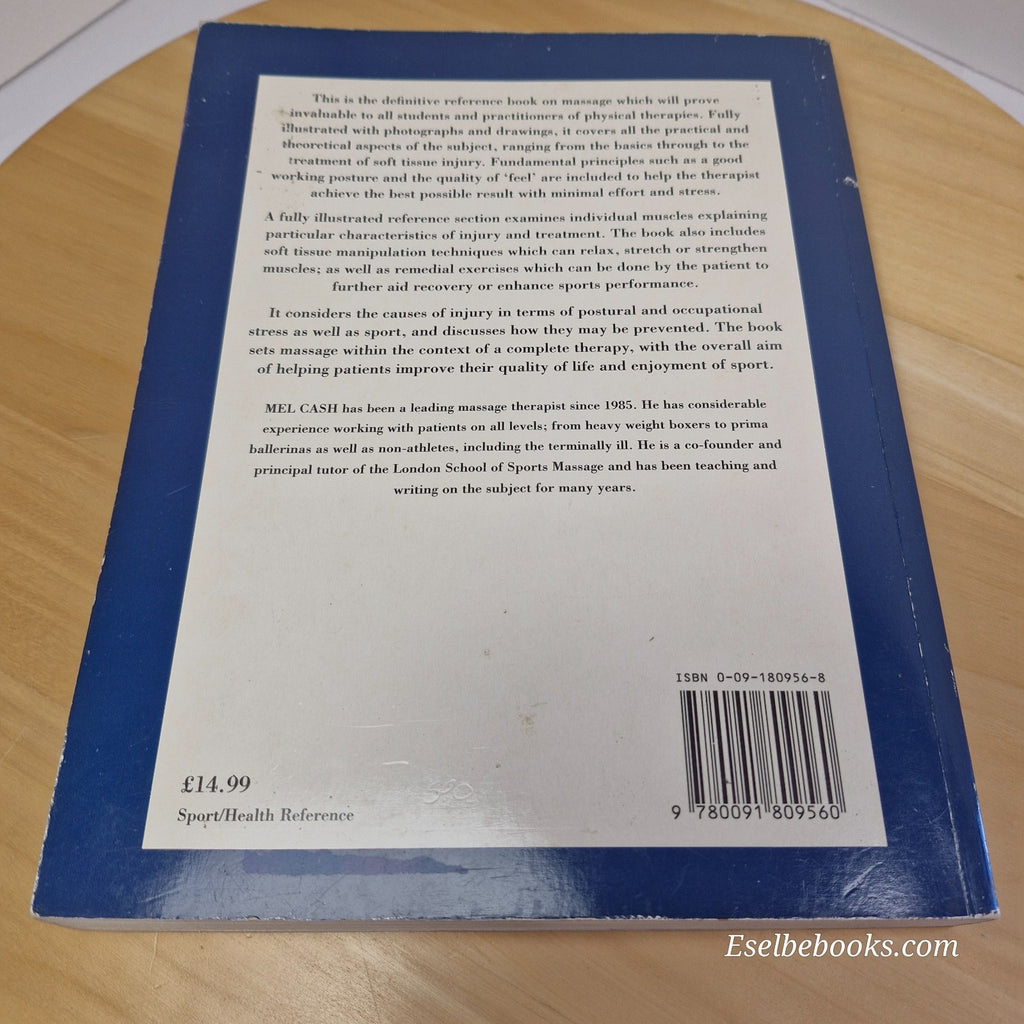 This is the definitive reference book on massage which will prove
invaluable to all students and practitioners of physical therapies. Fully
illustrated with photographs and drawings, it covers all the practical and
theoretical aspects of the subject, ranging from the basics through to the
treatment of soft tissue injury. Fundamental principles such as a good
working posture and the quality of ‘feel’ are included to help the therapist
achieve the best possible result with minimal effort and stress.
A fully illustrated reference section examines individual muscles explaining
particular characteristics of injury and treatment. The book also includes
soft tissue manipulation techniques which can relax, stretch or strengthen
muscles; as well as remedial exercises which can be done by the patient to
further aid recovery or enhance sports performance.
It considers the causes of injury in terms of postural and occupational
stress as well as sport, and discusses how they may be prevented. The book
sets massage within the context of a complete therapy, with the overall aim
of helping patients improve their quality of life and enjoyment of sport.
MEL CASH has been a leading massage therapist since 1985. He has considerable
experience working with patients on all levels; from heavy weight boxers to prima
ballerinas as well as non-athletes, including the terminally ill. He is a co-founder and
principal tutor of the London School of Sports Massage and has been teaching and
writing on the subject for many years.
ISBN 0-09-180956-8
9 780091 809560
£14.99
Sport/Health Reference
Eselbebooks.com